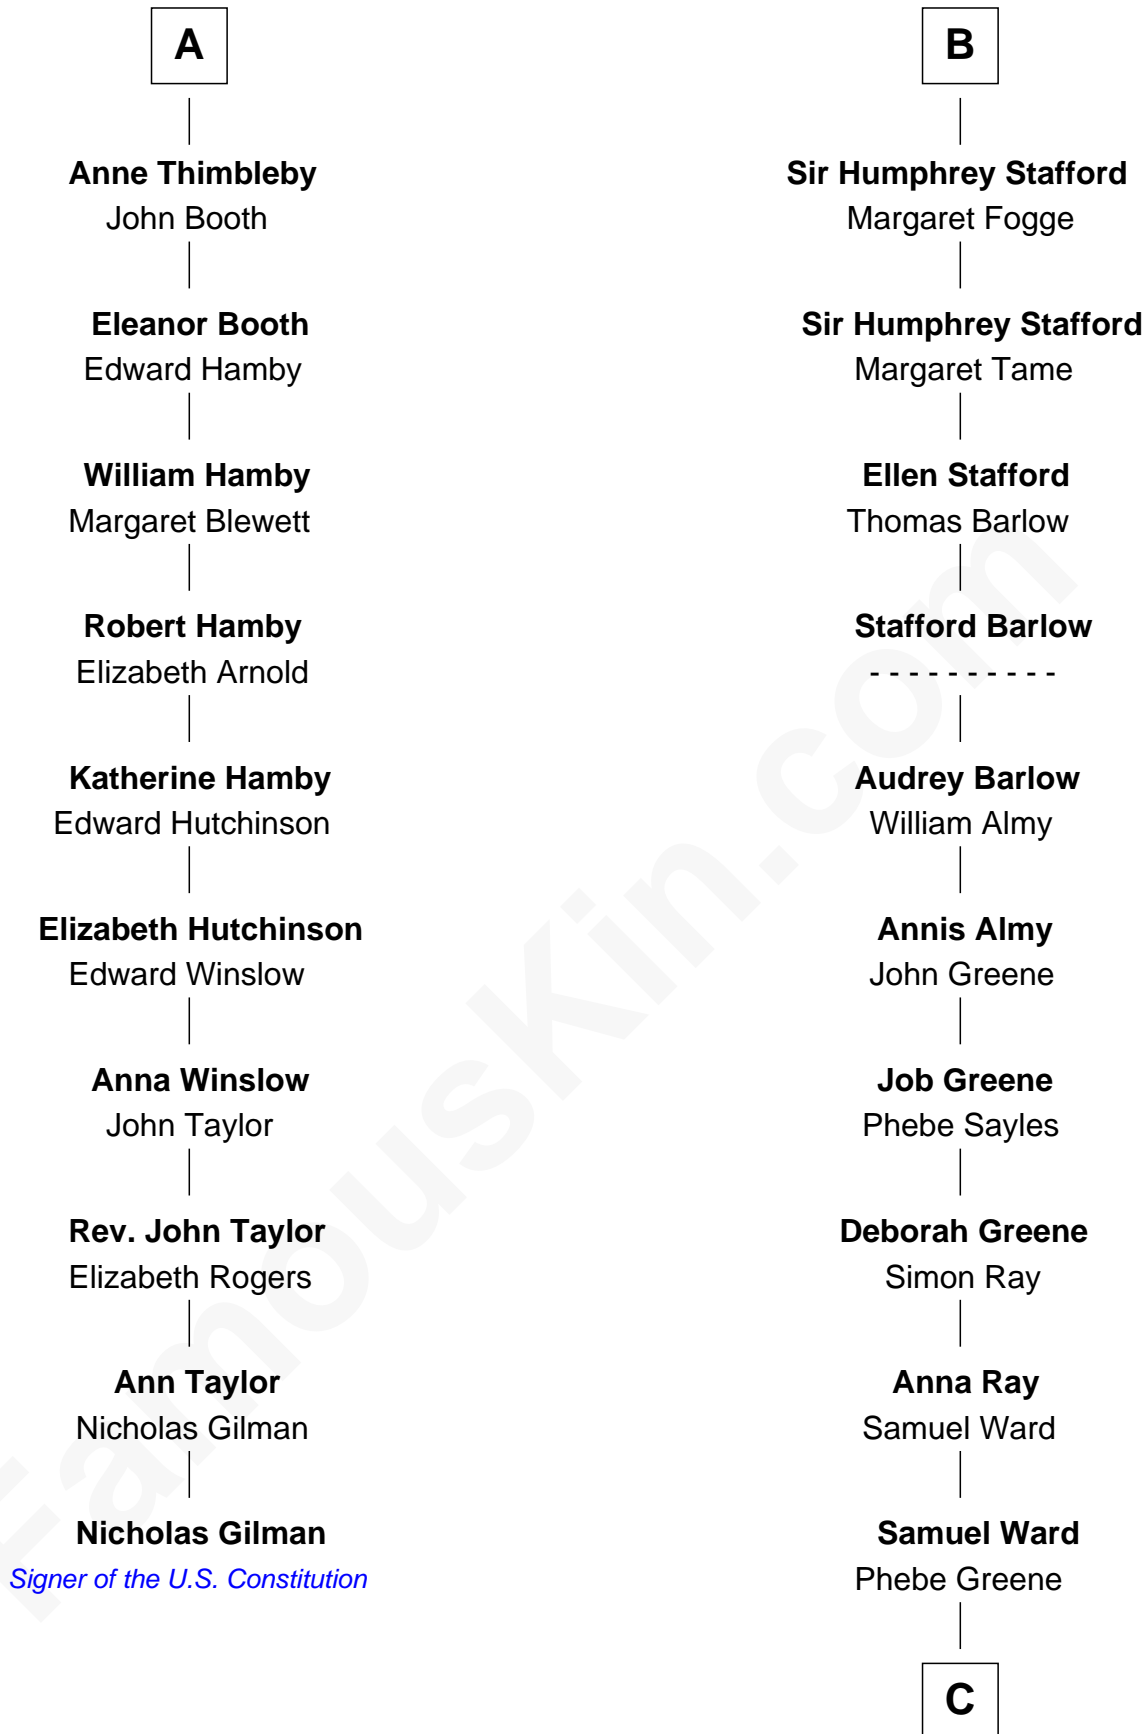 A
Anne Thimbleby
John Booth
Eleanor Booth
Edward Hamby
William Hamby
Margaret Blewett
Robert Hamby
Elizabeth Arnold
Katherine Hamby
Edward Hutchinson
Elizabeth Hutchinson
Edward Winslow
Anna Winslow
John Taylor
Rev. John Taylor
Elizabeth Rogers
Ann Taylor
Nicholas Gilman
Nicholas Gilman
Signer of the U.S. Constitution
B
Sir Humphrey Stafford
Margaret Fogge
Sir Humphrey Stafford
Margaret Tame
Ellen Stafford
Thomas Barlow
Stafford Barlow
- - - - - - - - - -
Audrey Barlow
William Almy
Annis Almy
John Greene
Job Greene
Phebe Sayles
Deborah Greene
Simon Ray
Anna Ray
Samuel Ward
Samuel Ward
Phebe Greene
C
FamousKin.com